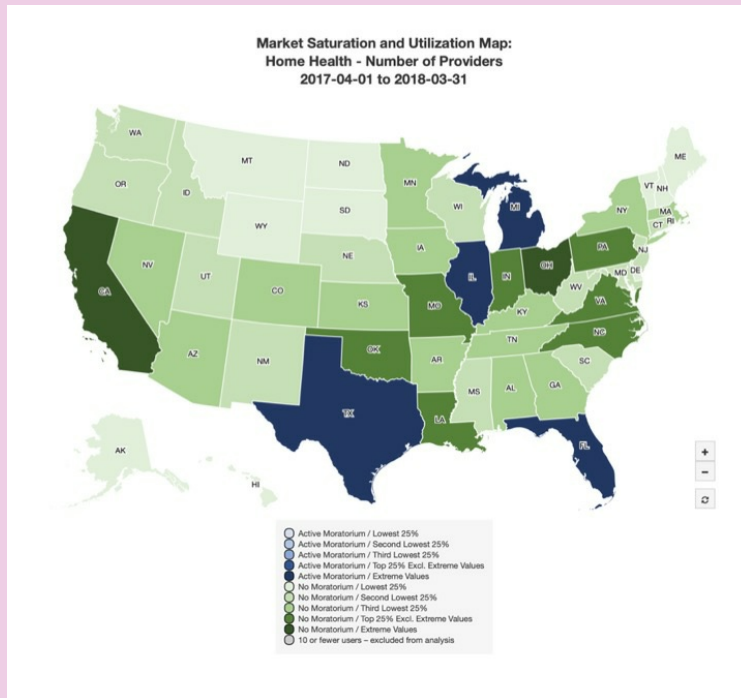 Market Saturation and Utilization Map:
Home Health - Number of Providers
2017-04-01 to 2018-03-31
WA
MT
ND
MN
ME
OR
ID
SD
WI
MI
VT
NH
WY
NY
MA
CT
RI
IA
NE
PA
NJ
NV
UT
IL
IN
OH
MD
DE
CA
CO
WV
KS
MO
VA
KY
NC
TN
AZ
NM
OK
AR
SC
MS
AL
GA
TX
LA
FL
AK
HI
+
−
Active Moratorium / Lowest 25%
Active Moratorium / Second Lowest 25%
Active Moratorium / Third Lowest 25%
Active Moratorium / Top 25% Excl. Extreme Values
Active Moratorium / Extreme Values
No Moratorium / Lowest 25%
No Moratorium / Second Lowest 25%
No Moratorium / Third Lowest 25%
No Moratorium / Top 25% Excl. Extreme Values
No Moratorium / Extreme Values
10 or fewer users – excluded from analysis